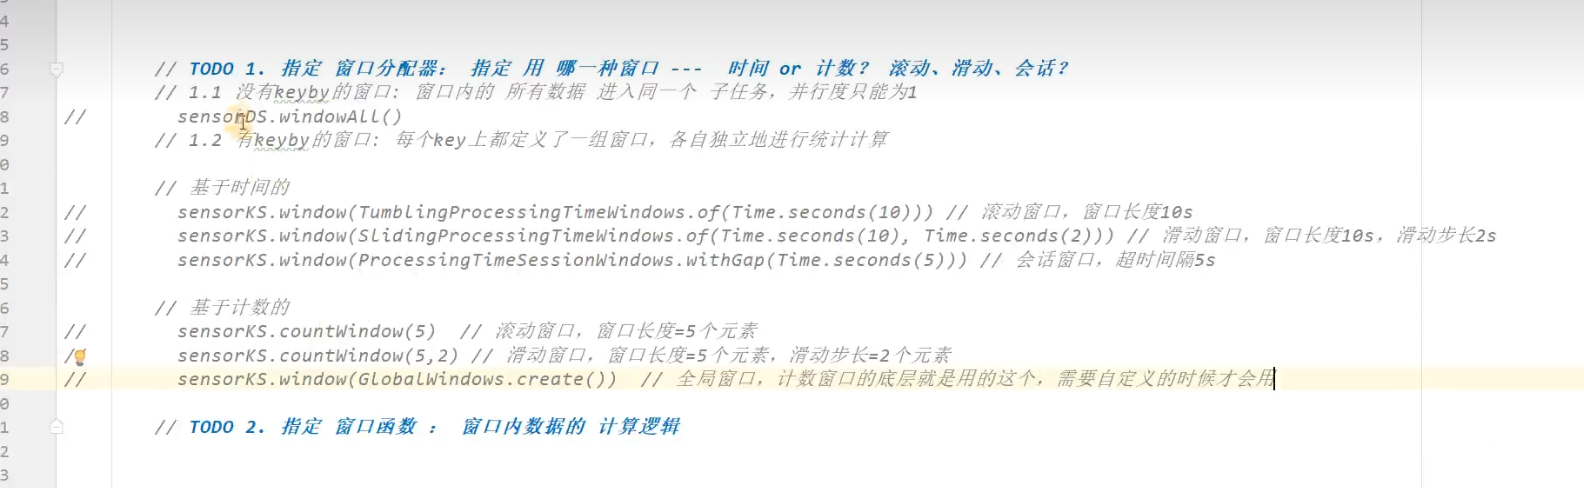 4
5
6 // TODO 1. 指定 窗口分配器： 指定 用 哪一种窗口 --- 时间 or 计数？ 滚动、滑动、会话？
7 // 1.1 没有keyby的窗口: 窗口内的 所有数据 进入同一个 子任务，并行度只能为1
8 // sensorDS.windowAll()
9 // 1.2 有keyby的窗口: 每个key上都定义了一组窗口，各自独立地进行统计计算
0
1 // 基于时间的
2 // sensorKS.window(TumblingProcessingTimeWindows.of(Time.seconds(10))) // 滚动窗口，窗口长度10s
3 // sensorKS.window(SlidingProcessingTimeWindows.of(Time.seconds(10), Time.seconds(2))) // 滑动窗口，窗口长度10s，滑动步长2s
4 // sensorKS.window(ProcessingTimeSessionWindows.withGap(Time.seconds(5))) // 会话窗口，超时间隔5s
5
6 // 基于计数的
7 // sensorKS.countWindow(5) // 滚动窗口，窗口长度=5个元素
8 // sensorKS.countWindow(5,2) // 滑动窗口，窗口长度=5个元素，滑动步长=2个元素
9 // sensorKS.window(GlobalWindows.create()) // 全局窗口，计数窗口的底层就是用的这个，需要自定义的时候才会用
0
1 // TODO 2. 指定 窗口函数 ： 窗口内数据的 计算逻辑
2
3